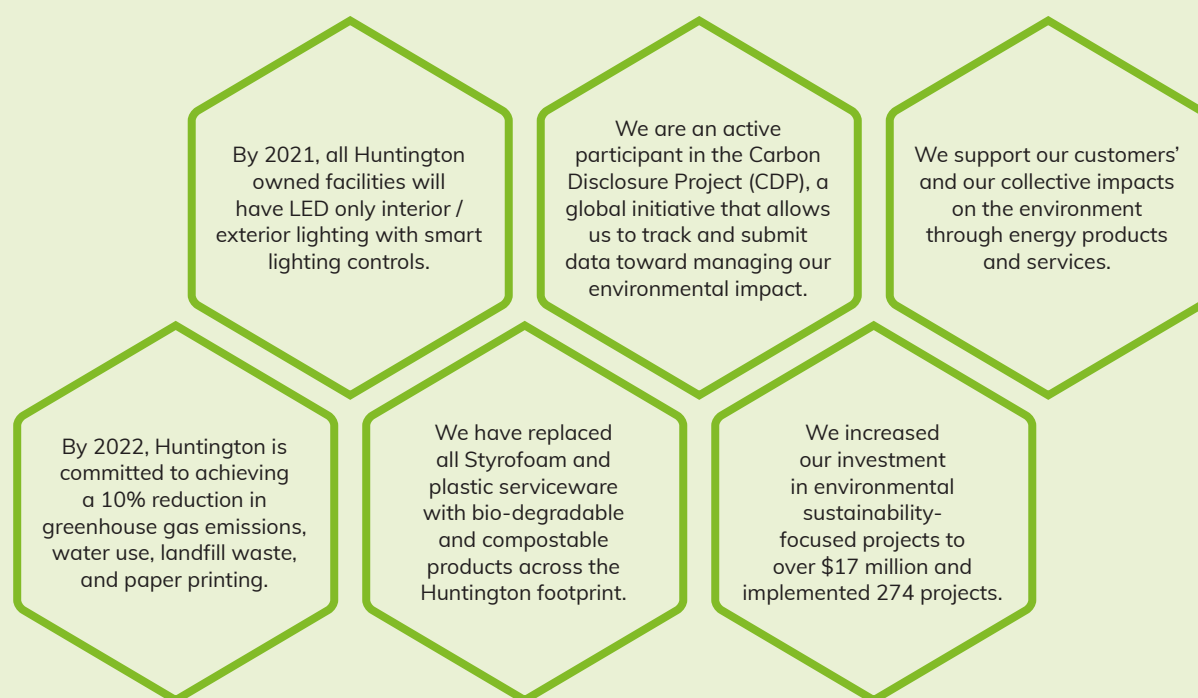 By 2021, all Huntington
owned facilities will
have LED only interior /
exterior lighting with smart
lighting controls.
We are an active
participant in the Carbon
Disclosure Project (CDP), a
global initiative that allows
us to track and submit
data toward managing our
environmental impact.
We support our customers’
and our collective impacts
on the environment
through energy products
and services.
By 2022, Huntington is
committed to achieving
a 10% reduction in
greenhouse gas emissions,
water use, landfill waste,
and paper printing.
We have replaced
all Styrofoam and
plastic serviceware
with bio-degradable
and compostable
products across the
Huntington footprint.
We increased
our investment
in environmental
sustainability-
focused projects to
over $17 million and
implemented 274 projects.